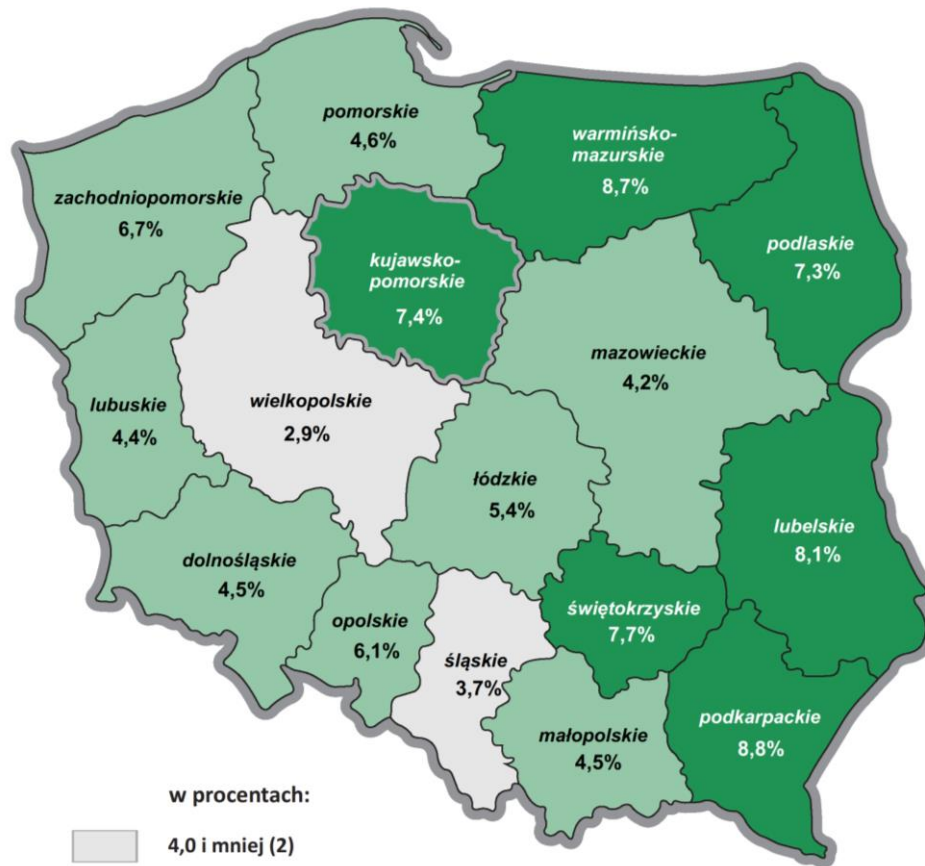 pomorskie
4,6%
warmińsko-
mazurskie
8,7%
zachodniopomorskie
6,7%
podlaskie
7,3%
kujawsko-
pomorskie
7,4%
mazowieckie
4,2%
lubuskie
4,4%
wielkopolskie
2,9%
łódzkie
5,4%
lubelskie
8,1%
dolnośląskie
4,5%
opolskie
6,1%
świętokrzyskie
7,7%
śląskie
3,7%
małopolskie
4,5%
podkarpackie
8,8%
w procentach:
4,0 i mniej (2)